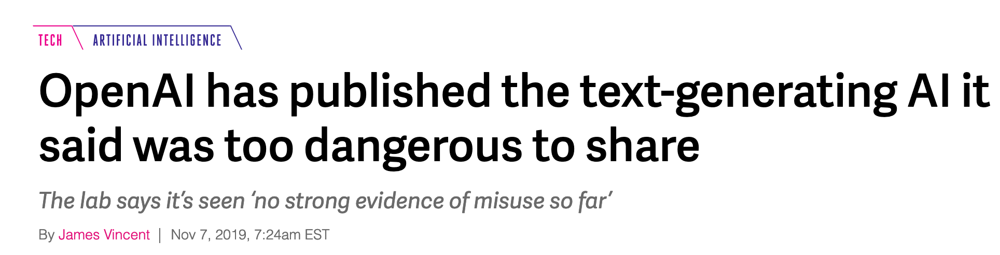 TECH ARTIFICIAL INTELLIGENCE
OpenAI has published the text-generating AI it
said was too dangerous to share
The lab says it’s seen ‘no strong evidence of misuse so far’
By James Vincent | Nov 7, 2019, 7:24am EST